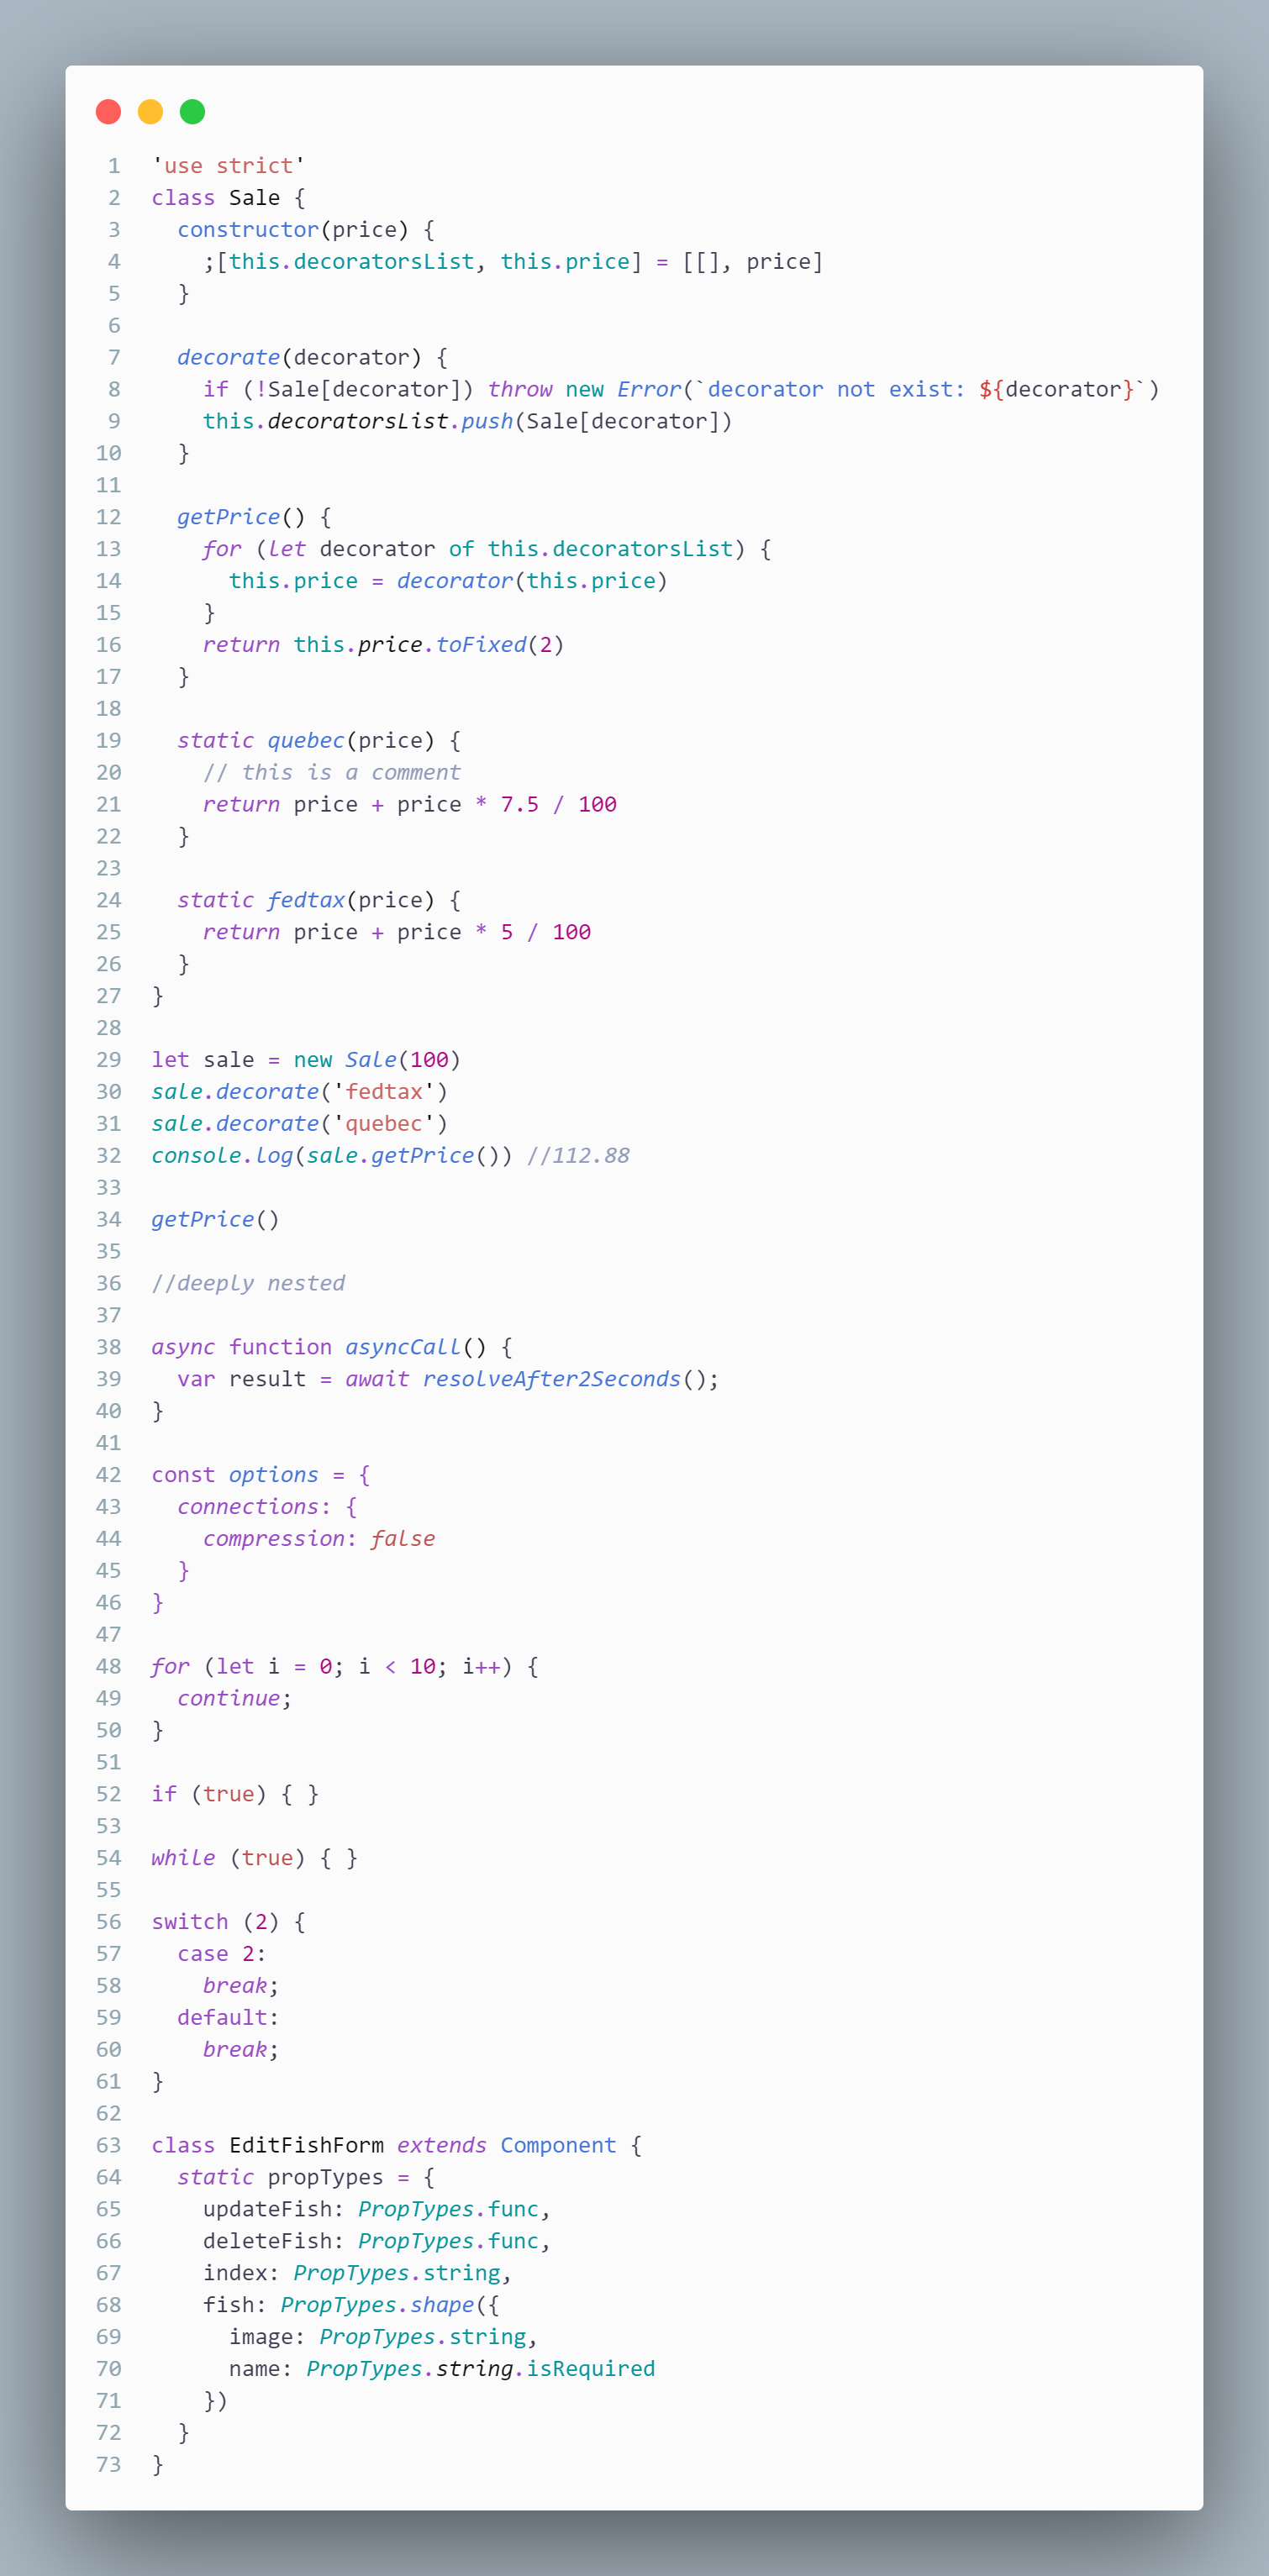 1 'use strict'
2 class Sale {
3   constructor(price) {
4     ;[this.decoratorsList, this.price] = [[], price]
5   }
6
7   decorate(decorator) {
8     if (!Sale[decorator]) throw new Error(`decorator not exist: ${decorator}`)
9     this.decoratorsList.push(Sale[decorator])
10   }
11
12   getPrice() {
13     for (let decorator of this.decoratorsList) {
14       this.price = decorator(this.price)
15     }
16     return this.price.toFixed(2)
17   }
18
19   static quebec(price) {
20     // this is a comment
21     return price + price * 7.5 / 100
22   }
23
24   static fedtax(price) {
25     return price + price * 5 / 100
26   }
27 }
28
29 let sale = new Sale(100)
30 sale.decorate('fedtax')
31 sale.decorate('quebec')
32 console.log(sale.getPrice()) //112.88
33
34 getPrice()
35
36 //deeply nested
37
38 async function asyncCall() {
39   var result = await resolveAfter2Seconds();
40 }
41
42 const options = {
43   connections: {
44     compression: false
45   }
46 }
47
48 for (let i = 0; i < 10; i++) {
49   continue;
50 }
51
52 if (true) { }
53
54 while (true) { }
55
56 switch (2) {
57   case 2:
58     break;
59   default:
60     break;
61 }
62
63 class EditFishForm extends Component {
64   static propTypes = {
65     updateFish: PropTypes.func,
66     deleteFish: PropTypes.func,
67     index: PropTypes.string,
68     fish: PropTypes.shape({
69       image: PropTypes.string,
70       name: PropTypes.string.isRequired
71     })
72   }
73 }